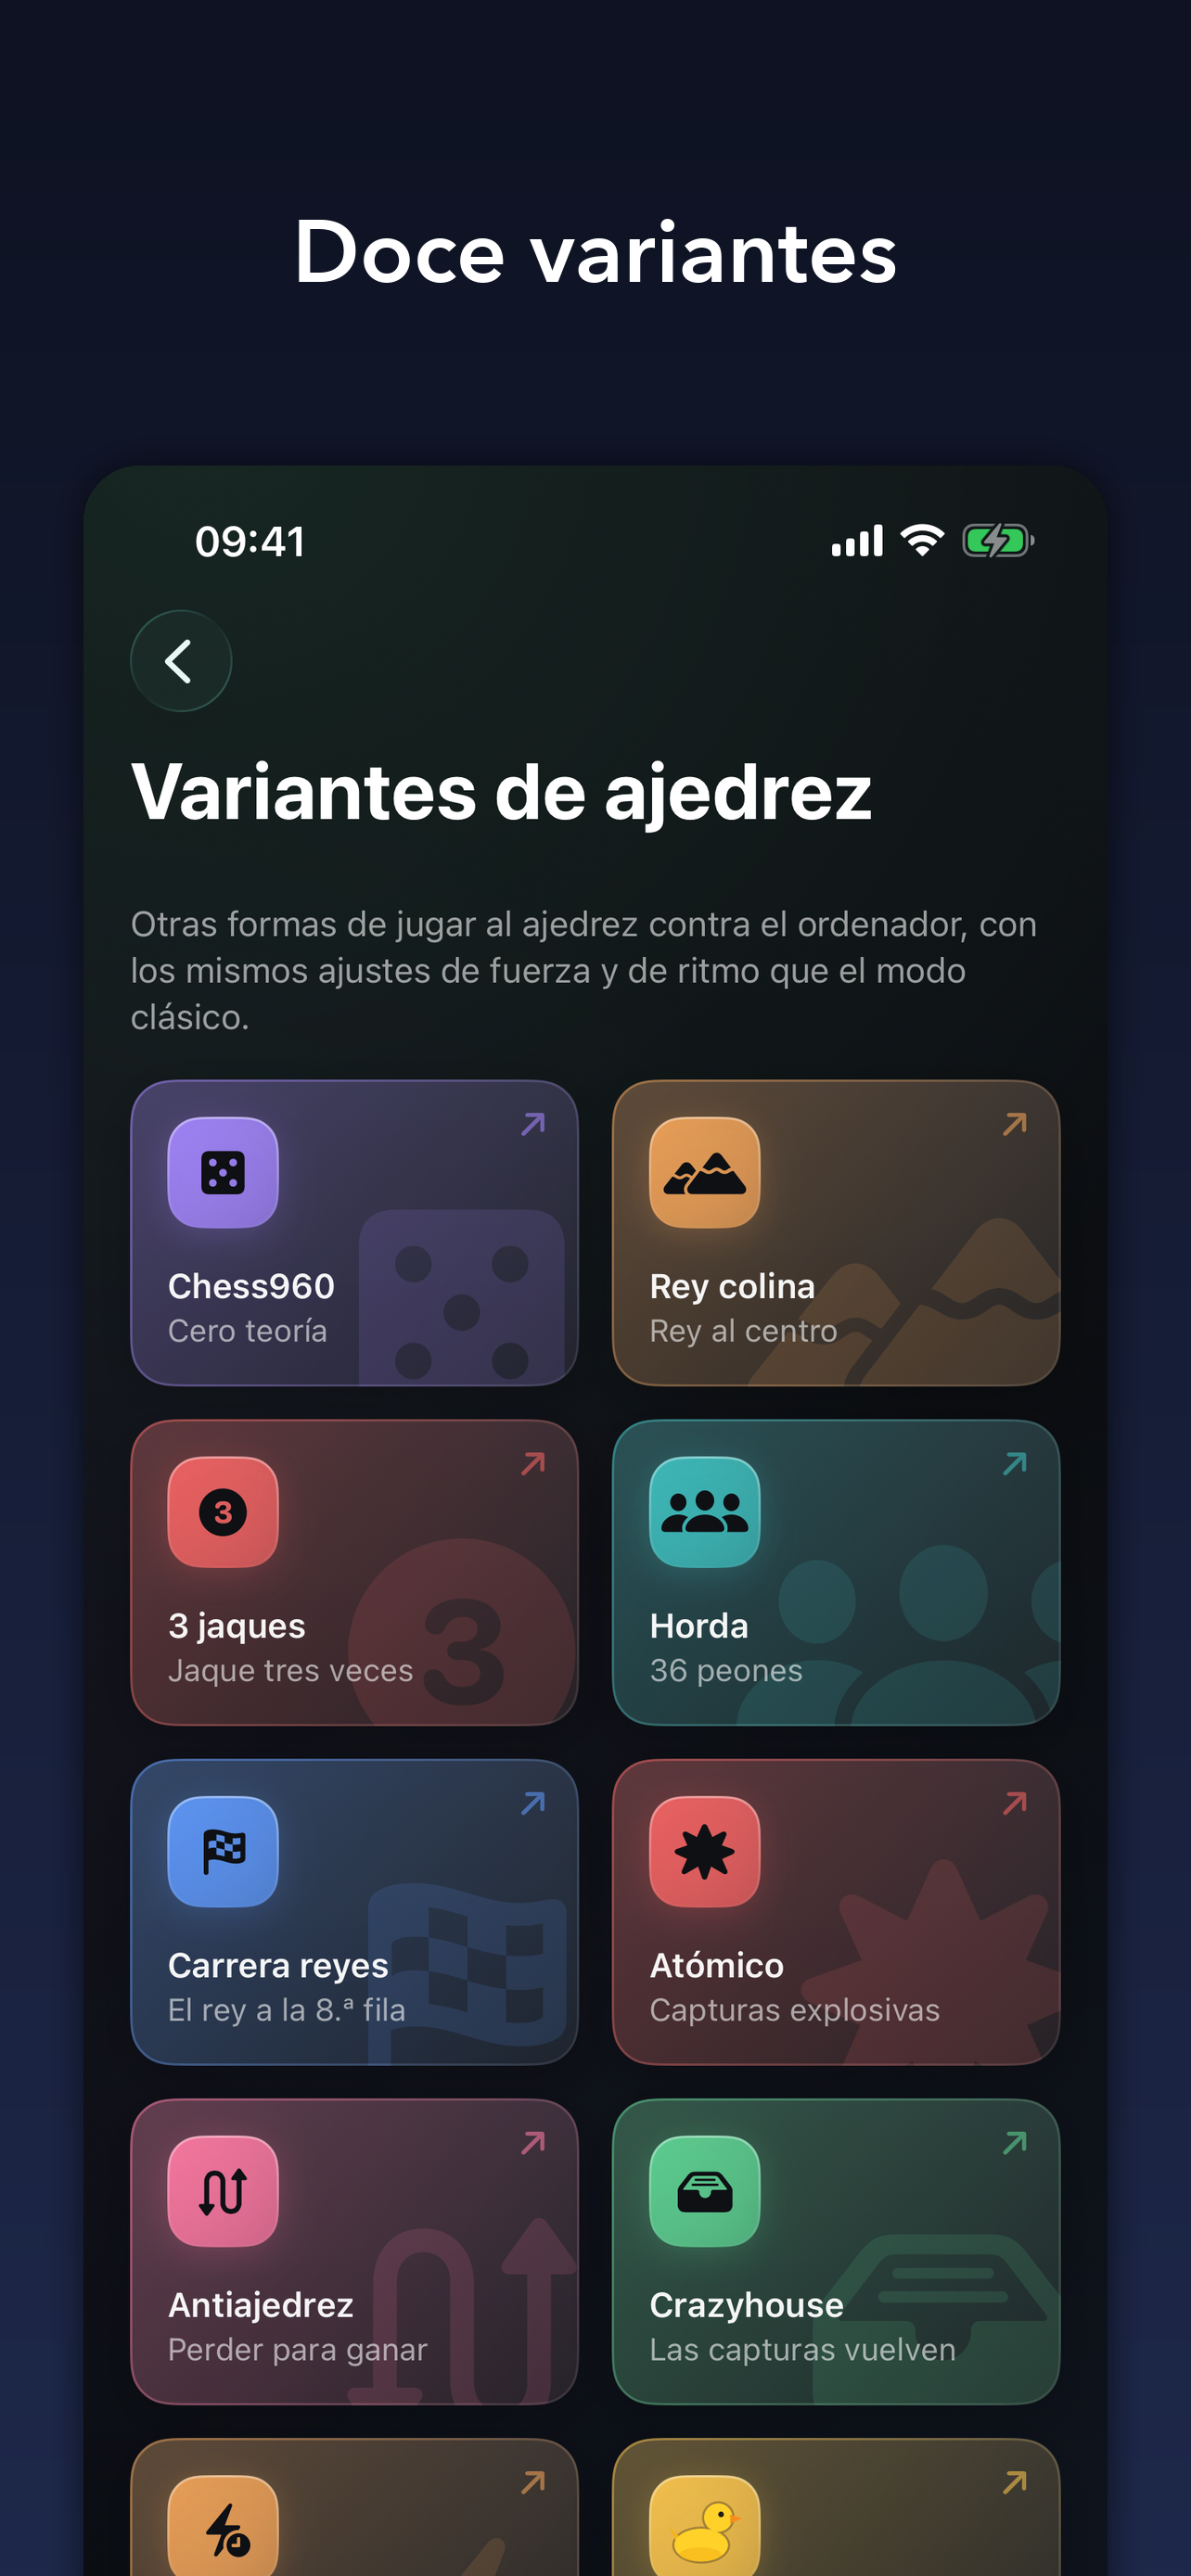 Doce variantes
09:41
Variantes de ajedrez
Otras formas de jugar al ajedrez contra el ordenador, con
los mismos ajustes de fuerza y de ritmo que el modo
clásico.
Chess960
Cero teoría
Rey colina
Rey al centro
3
3
3 jaques
Jaque tres veces
Horda
36 peones
Carrera reyes
El rey a la 8.ª fila
Atómico
Capturas explosivas
Antiajedrez
Perder para ganar
Crazyhouse
Las capturas vuelven